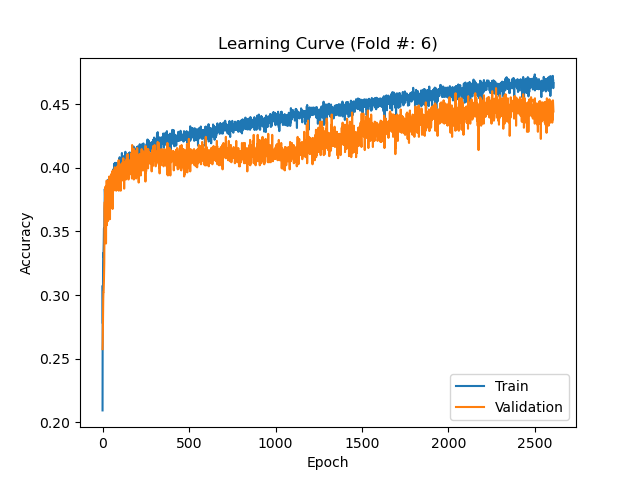 Learning Curve (Fold #: 6)
Accuracy
0.45
0.40
0.35
0.30
0.25
0.20
0 500 1000 1500 2000 2500
Epoch
Train
Validation